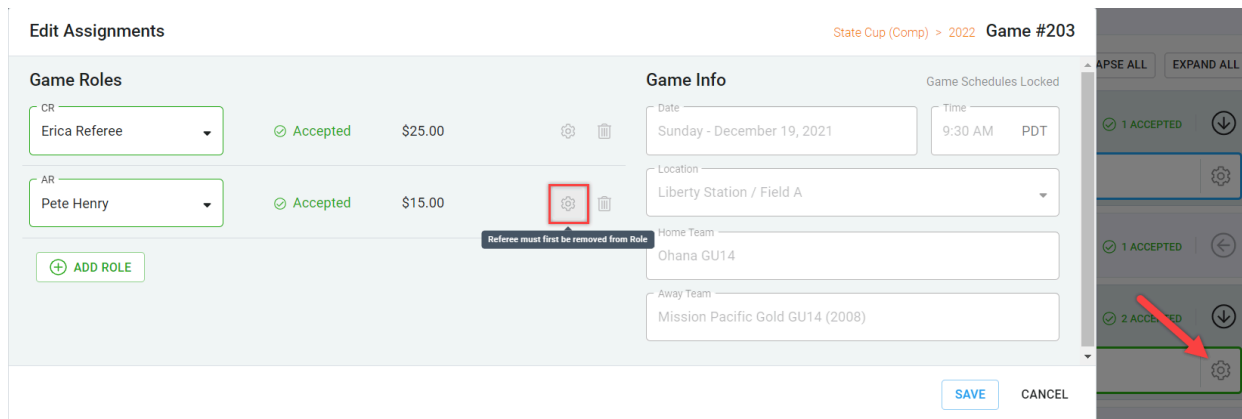 Edit Assignments
State Cup (Comp) > 2022 Game #203
Game Roles
CR
Erica Referee
Accepted
$25.00
AR
Pete Henry
Accepted
$15.00
Referee must first be removed from Role
ADD ROLE
Game Info
Game Schedules Locked
Date
Sunday - December 19, 2021
Time
9:30 AM PDT
Location
Liberty Station / Field A
Home Team
Ohana GU14
Away Team
Mission Pacific Gold GU14 (2008)
SAVE
CANCEL
APSE ALL
EXPAND ALL
1 ACCEPTED
1 ACCEPTED
2 ACCEPTED